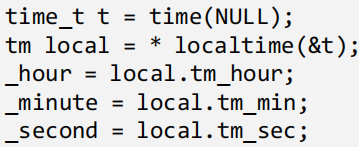 time_t t = time(NULL);
tm local = * localtime(&t);
_hour = local.tm_hour;
_minute = local.tm_min;
_second = local.tm_sec;